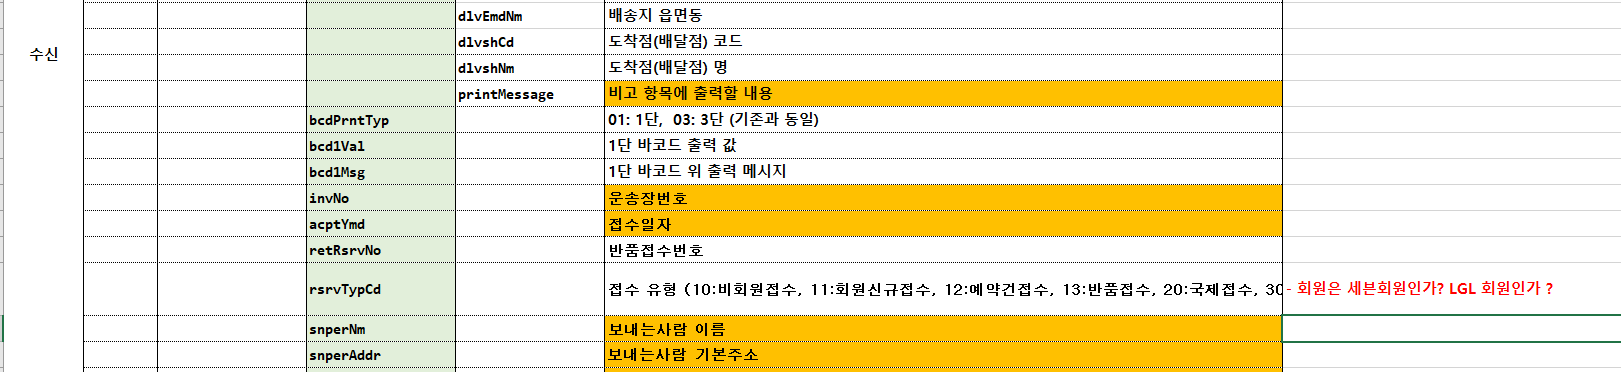 dlvEmdNm 배송지 읍면동
수신
dlvshCd 도착점(배달점) 코드
dlvshNm 도착점(배달점) 명
printMessage 비고 항목에 출력할 내용
bcdPrntTyp 01: 1단,  03: 3단 (기존과 동일)
bcd1Val 1단 바코드 출력 값
bcd1Msg 1단 바코드 위 출력 메시지
invNo 운송장번호
acptYmd 접수일자
retRsrvNo 반품접수번호
rsrvTypCd 접수 유형 (10:비회원접수, 11:회원신규접수, 12:예약건접수, 13:반품접수, 20:국제접수, 30 - 회원은 세븐회원인가? LGL 회원인가 ?
snperNm 보내는사람 이름
snperAddr 보내는사람 기본주소